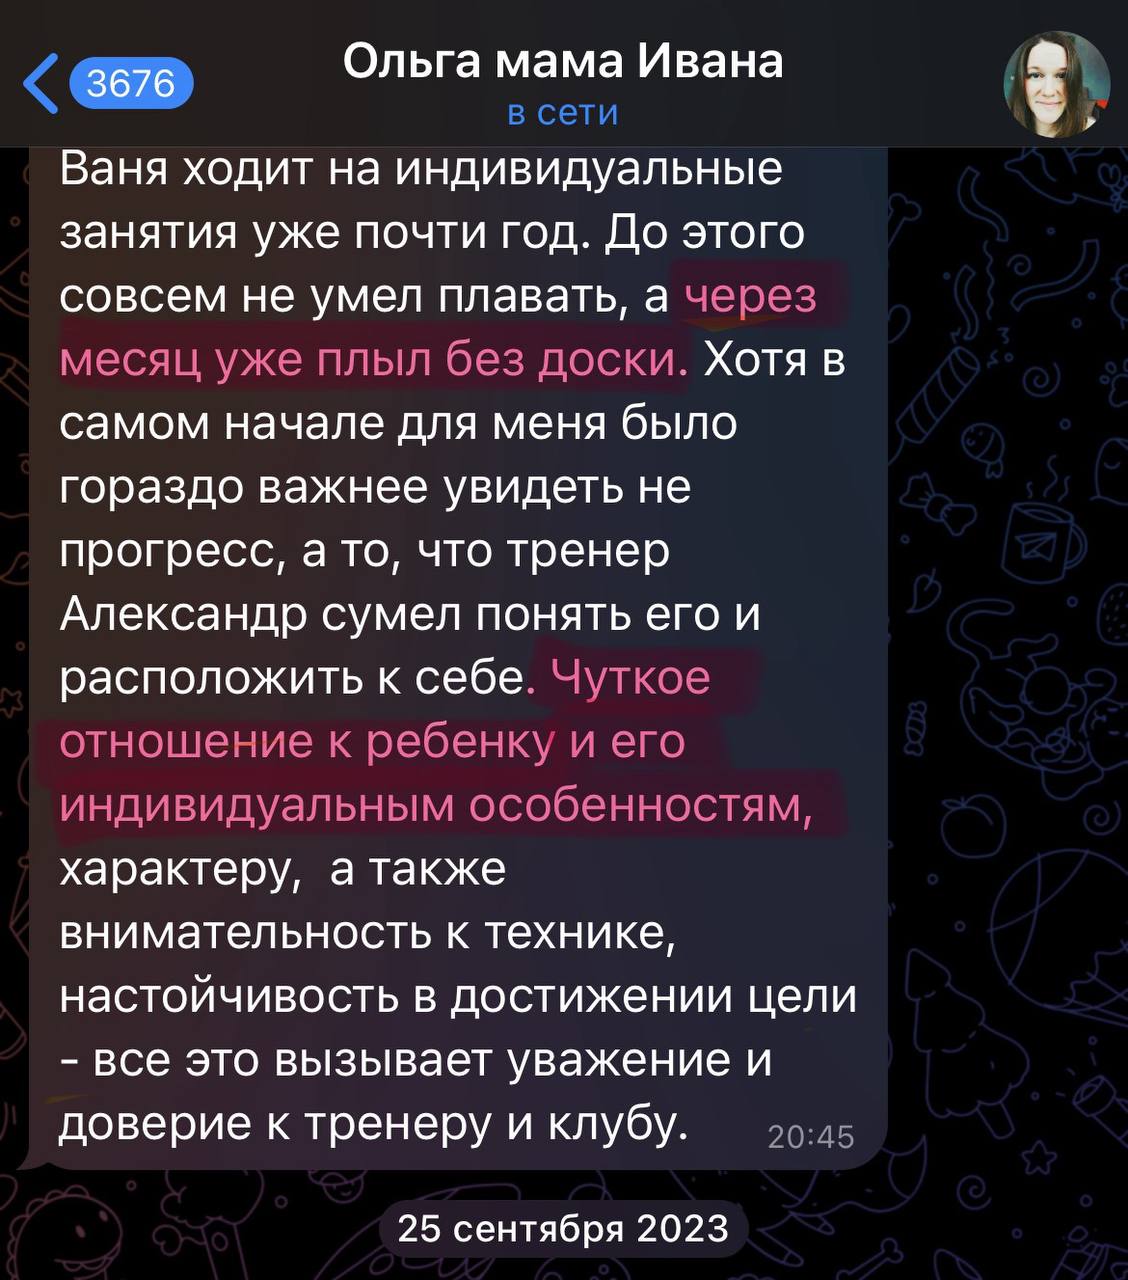 3676
Ольга мама Ивана
в сети
Ваня ходит на индивидуальные
занятия уже почти год. До этого
совсем не умел плавать, а через
месяц уже плыл без доски. Хотя в
самом начале для меня было
гораздо важнее увидеть не
прогресс, а то, что тренер
Александр сумел понять его и
расположить к себе. Чуткое
отношение к ребенку и его
индивидуальным особенностям,
характеру,  а также
внимательность к технике,
настойчивость в достижении цели
- все это вызывает уважение и
доверие к тренеру и клубу.
20:45
25 сентября 2023